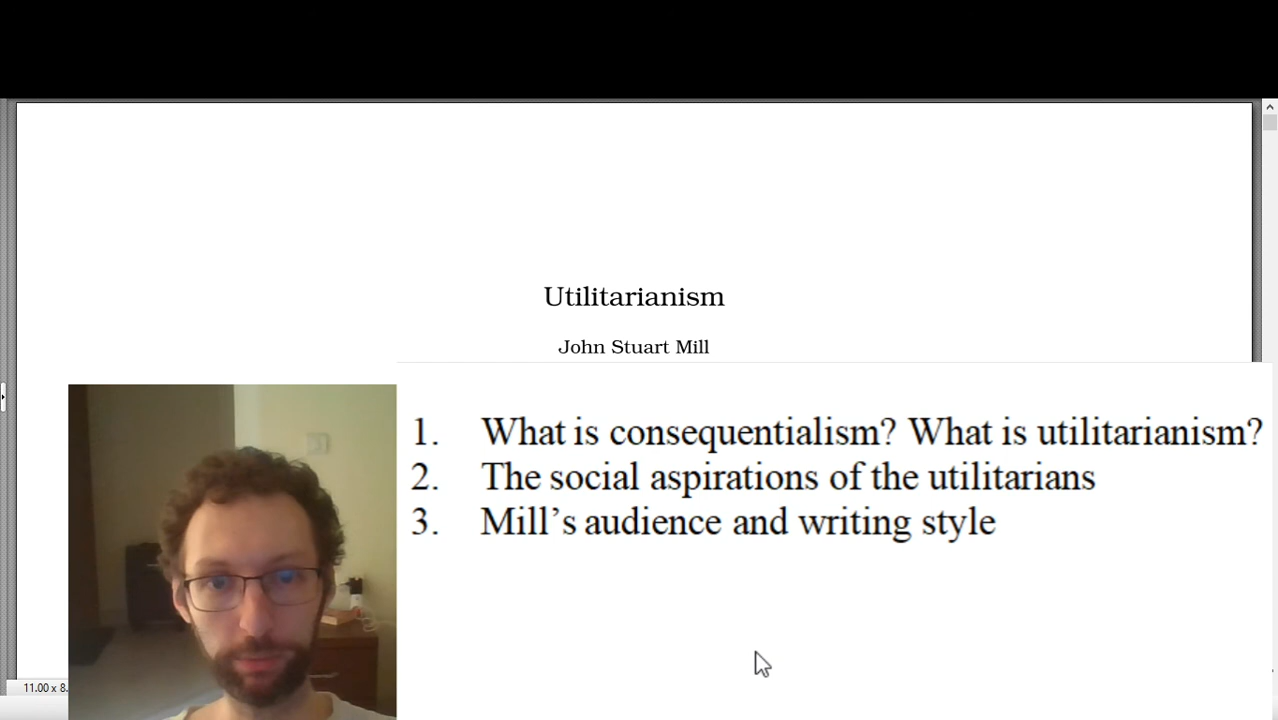 Utilitarianism
John Stuart Mill
1. What is consequentialism? What is utilitarianism?
2. The social aspirations of the utilitarians
3. Mill’s audience and writing style
11.00 x 8.